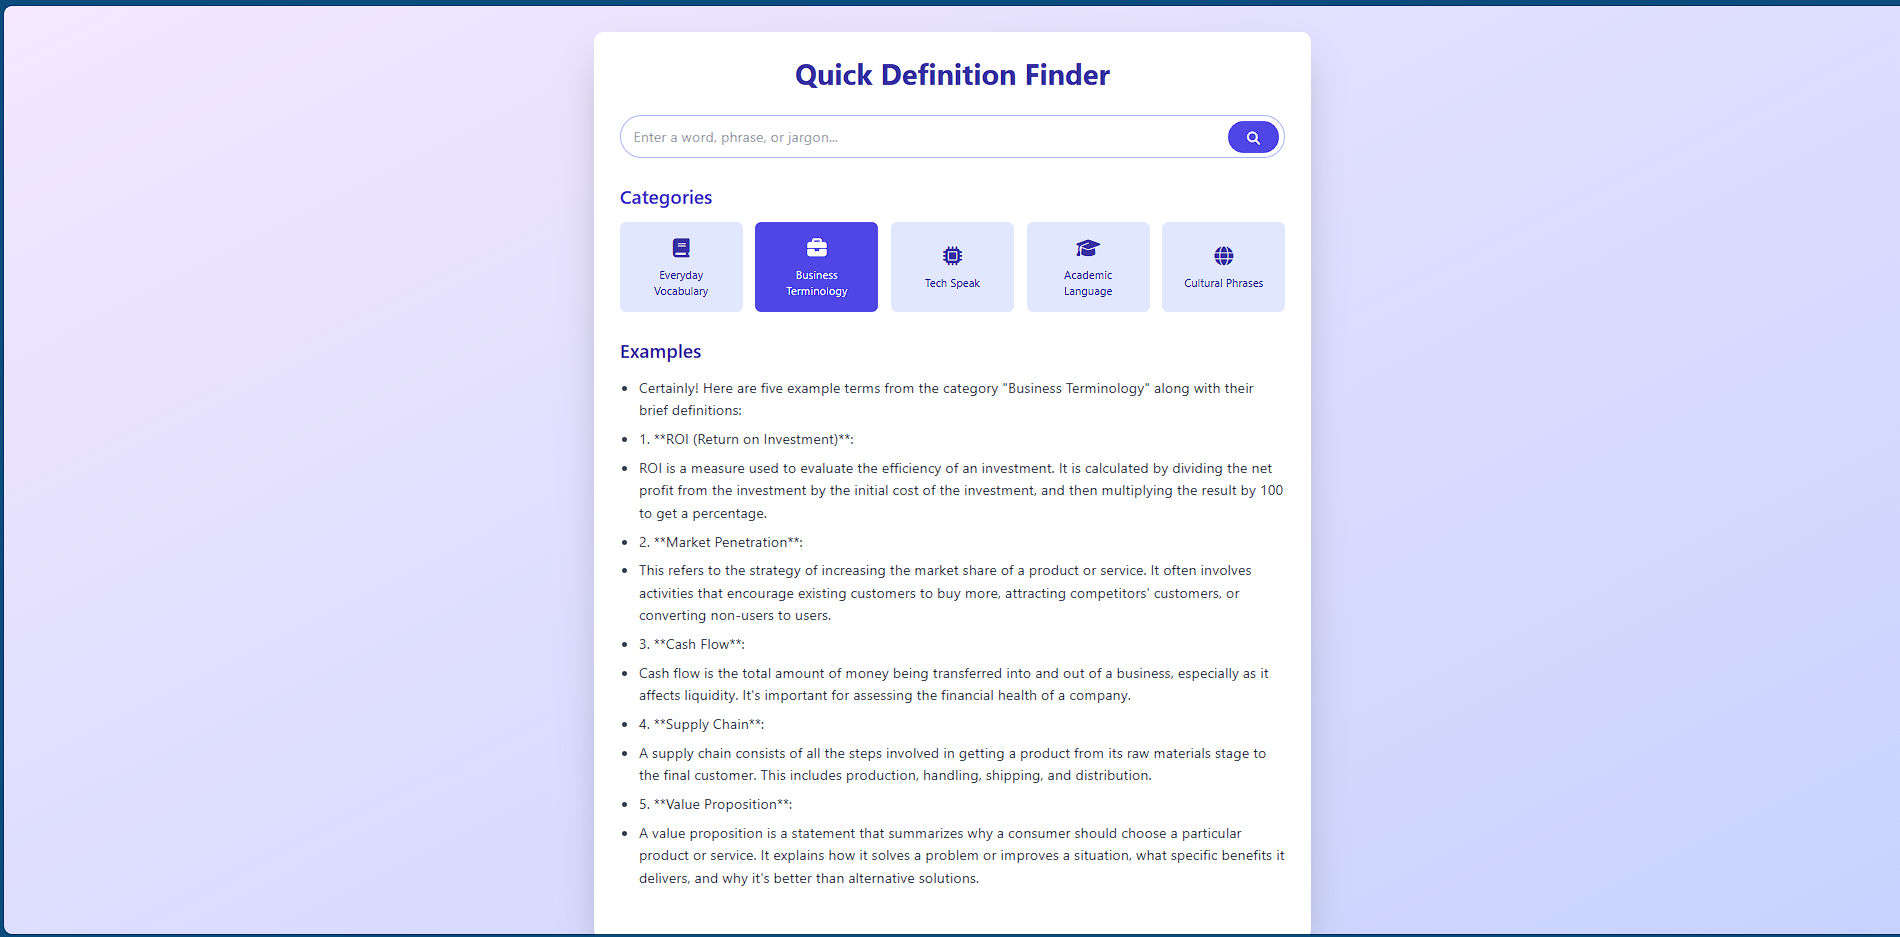 Quick Definition Finder
Enter a word, phrase, or jargon...
Categories
Everyday
Vocabulary
Business
Terminology
Tech Speak
Academic
Language
Cultural Phrases
Examples
Certainly! Here are five example terms from the category "Business Terminology" along with their
brief definitions:
1. **ROI (Return on Investment)**:
ROI is a measure used to evaluate the efficiency of an investment. It is calculated by dividing the net
profit from the investment by the initial cost of the investment, and then multiplying the result by 100
to get a percentage.
2. **Market Penetration**:
This refers to the strategy of increasing the market share of a product or service. It often involves
activities that encourage existing customers to buy more, attracting competitors' customers, or
converting non-users to users.
3. **Cash Flow**:
Cash flow is the total amount of money being transferred into and out of a business, especially as it
affects liquidity. It's important for assessing the financial health of a company.
4. **Supply Chain**:
A supply chain consists of all the steps involved in getting a product from its raw materials stage to
the final customer. This includes production, handling, shipping, and distribution.
5. **Value Proposition**:
A value proposition is a statement that summarizes why a consumer should choose a particular
product or service. It explains how it solves a problem or improves a situation, what specific benefits it
delivers, and why it's better than alternative solutions.